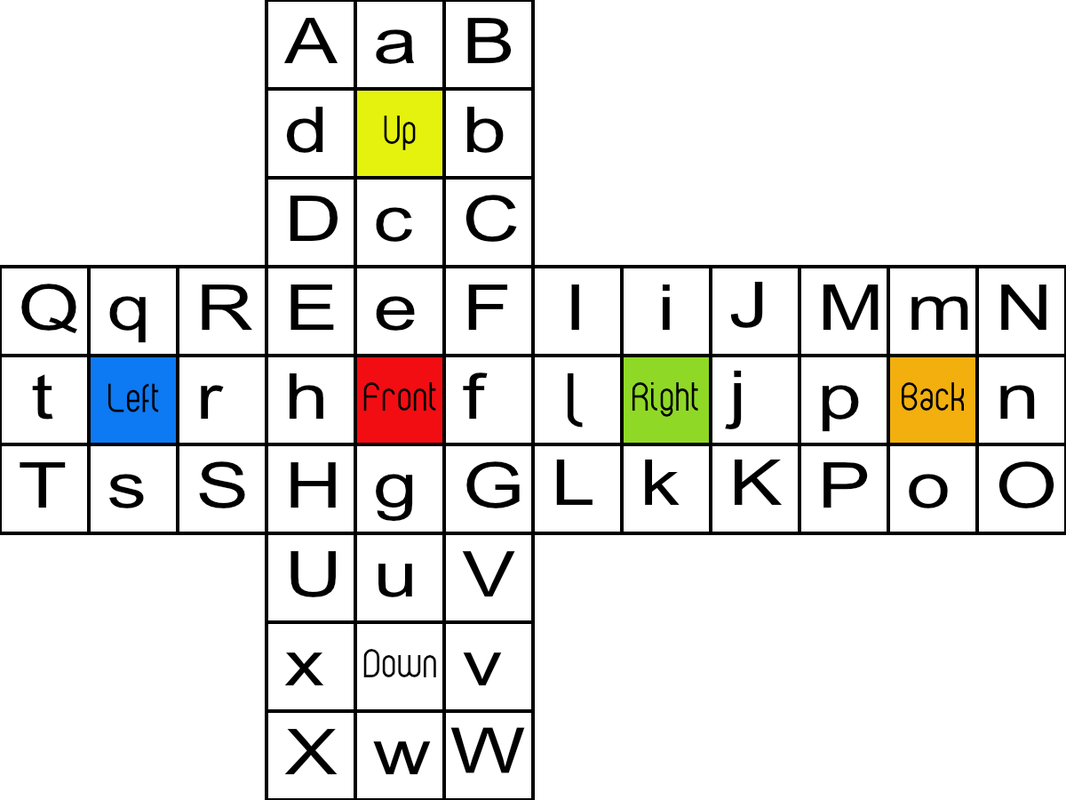 A a B
d Up b
D c C
Q q R E e F I i J M m N
t Left r h Front f l Right j p Back n
T s S H g G L k K P o O
U u V
x Down v
X w W